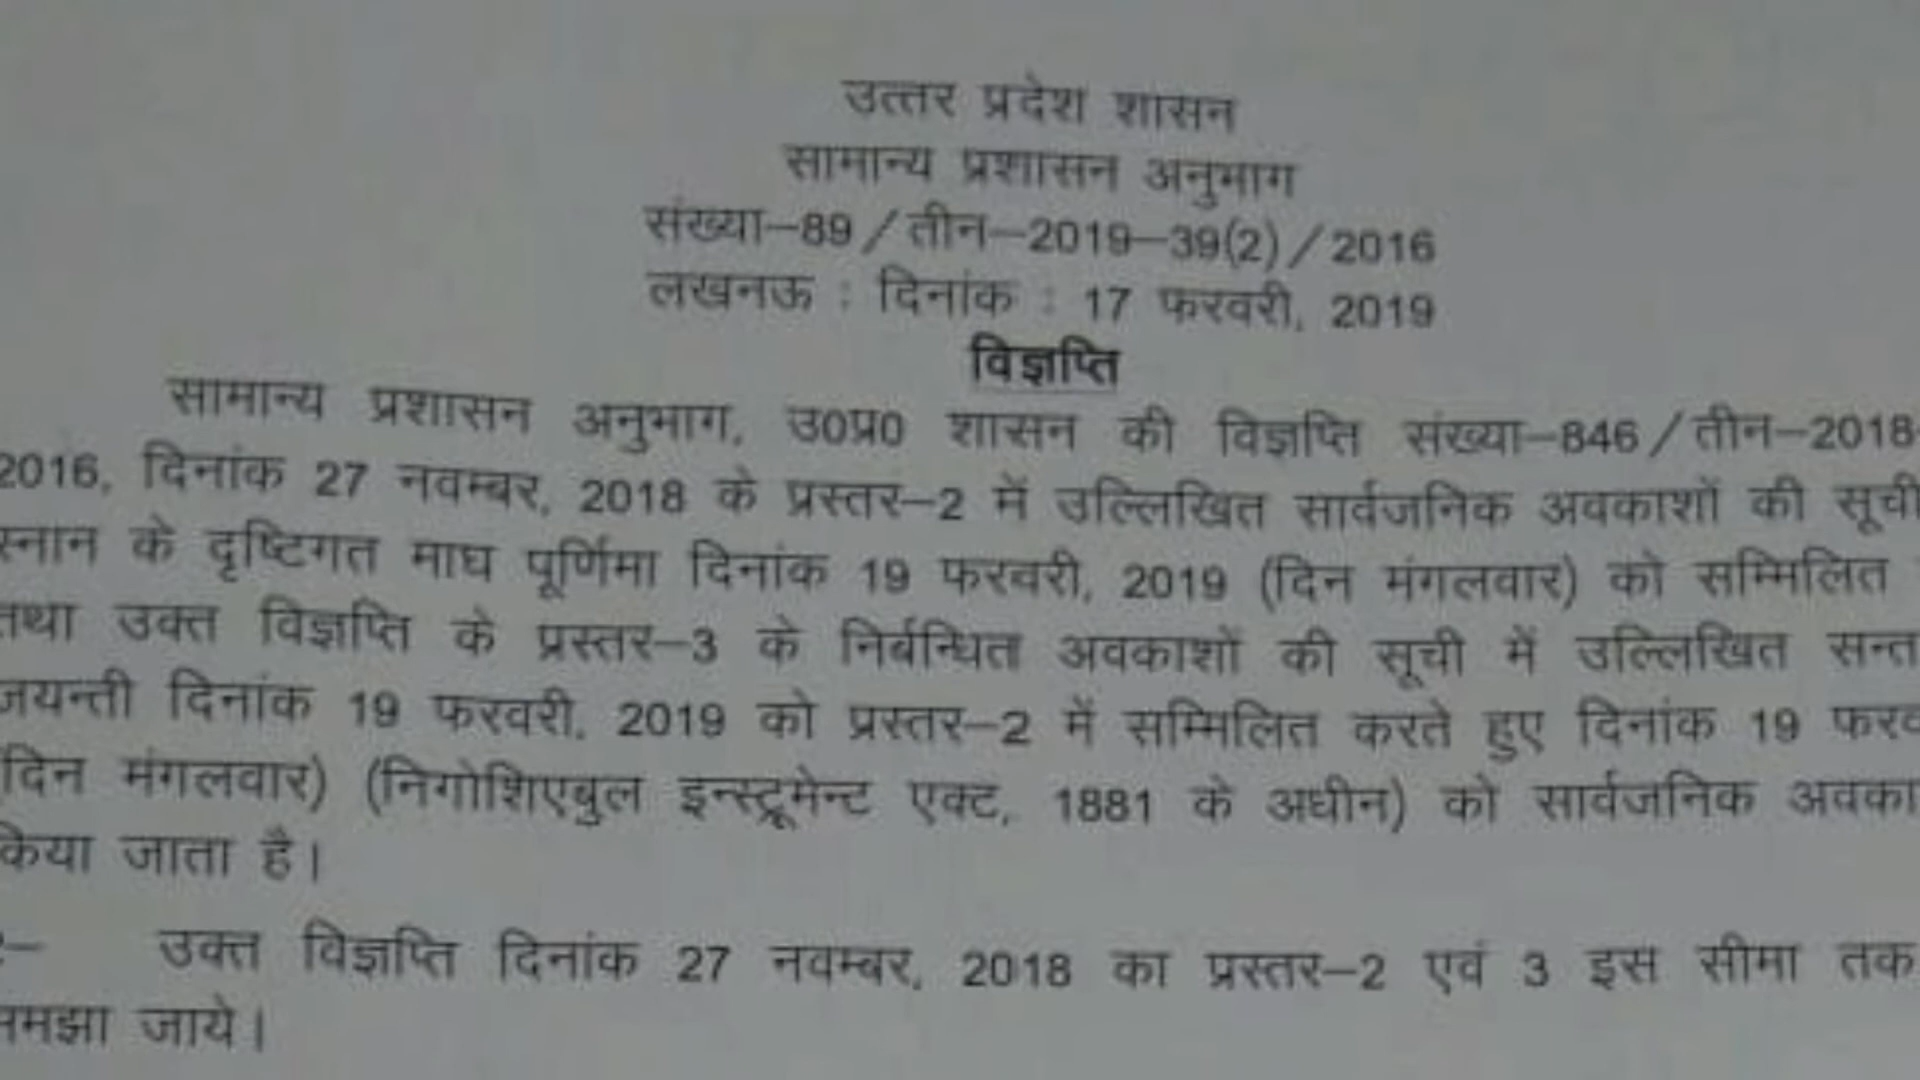 उत्तर प्रदेश शासन
सामान्य प्रशासन अनुभाग
संख्या–89 / तीन–2019–39(2) / 2016
लखनऊ : दिनांक : 17 फरवरी, 2019
विज्ञप्ति
सामान्य प्रशासन अनुभाग, उ0प्र0 शासन की विज्ञप्ति संख्या–846 / तीन–2018-
2016, दिनांक 27 नवम्बर, 2018 के प्रस्तर–2 में उल्लिखित सार्वजनिक अवकाशों की सूची
स्नान के दृष्टिगत माघ पूर्णिमा दिनांक 19 फरवरी, 2019 (दिन मंगलवार) को सम्मिलित
तथा उक्त विज्ञप्ति के प्रस्तर–3 के निर्बन्धित अवकाशों की सूची में उल्लिखित सन्त
जयन्ती दिनांक 19 फरवरी, 2019 को प्रस्तर–2 में सम्मिलित करते हुए दिनांक 19 फरव
(दिन मंगलवार) (निगोशिएबुल इन्स्ट्रूमेन्ट एक्ट, 1881 के अधीन) को सार्वजनिक अवका
किया जाता है।
उक्त विज्ञप्ति दिनांक 27 नवम्बर, 2018 का प्रस्तर–2 एवं 3 इस सीमा तक
समझा जाये।